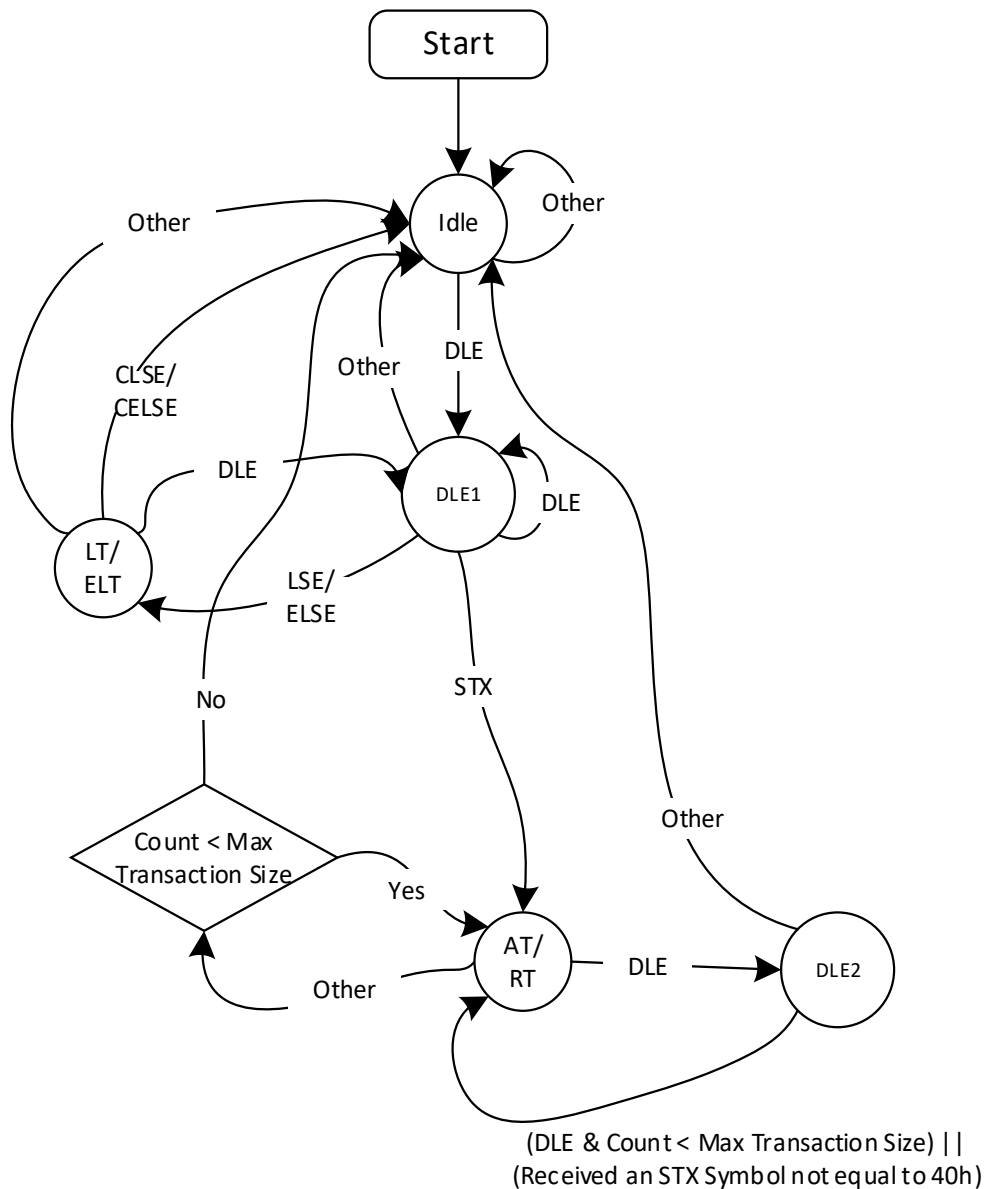 Start
Idle
Other
Other
DLE
Other
CLSE/
CELSE
DLE
DLE1
DLE
LT/
ELT
LSE/
ELSE
STX
No
Count < Max
Transaction Size
Yes
Other
Other
AT/
RT
DLE
DLE2
(DLE & Count < Max Transaction Size) ||
(Received an STX Symbol not equal to 40h)